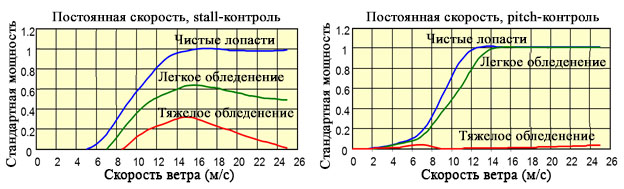 Постоянная скорость, stall-контроль
Стандартная мощность
1.2
1
0.8
0.6
0.4
0.2
0
Чистые лопасти
Легкое обледенение
Тяжелое обледенение
0 2 4 6 8 10 12 14 16 18 20 22 24 26
Скорость ветра (м/с)
Постоянная скорость, pitch-контроль
Стандартная мощность
1.2
1
0.8
0.6
0.4
0.2
0
Чистые лопасти
Легкое обледенение
Тяжелое обледенение
0 2 4 6 8 10 12 14 16 18 20 22 24 26
Скорость ветра (м/с)